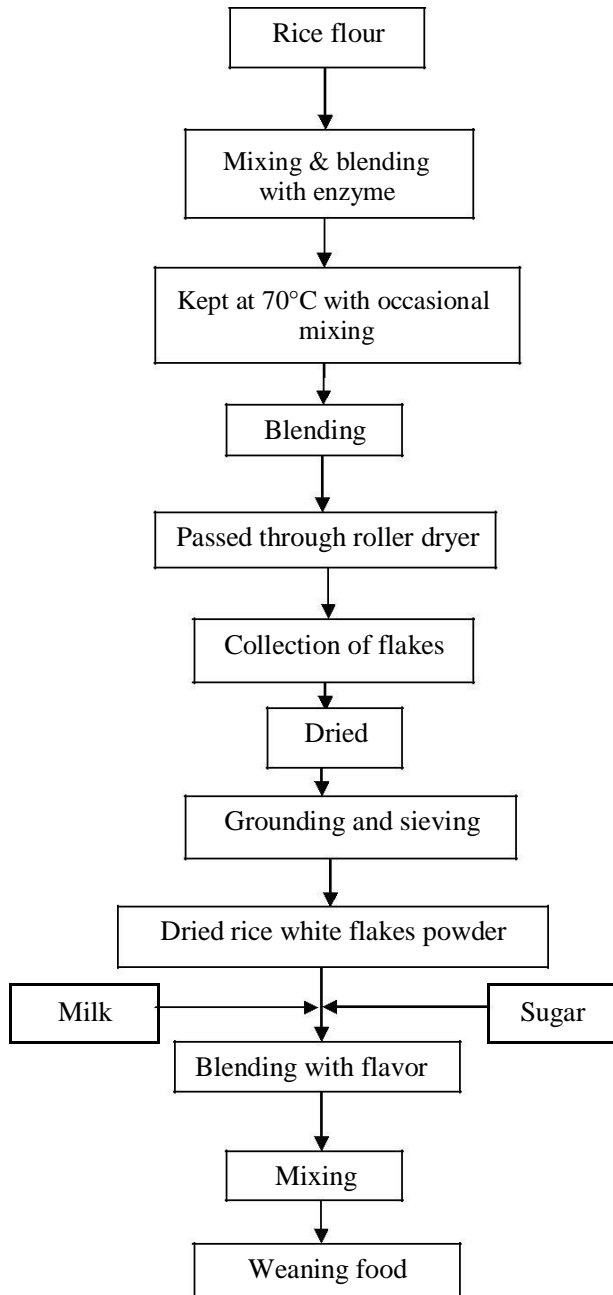 Rice flour
Mixing & blending
with enzyme
Kept at 70°C with occasional
mixing
Blending
Passed through roller dryer
Collection of flakes
Dried
Grounding and sieving
Dried rice white flakes powder
Milk
Sugar
Blending with flavor
Mixing
Weaning food